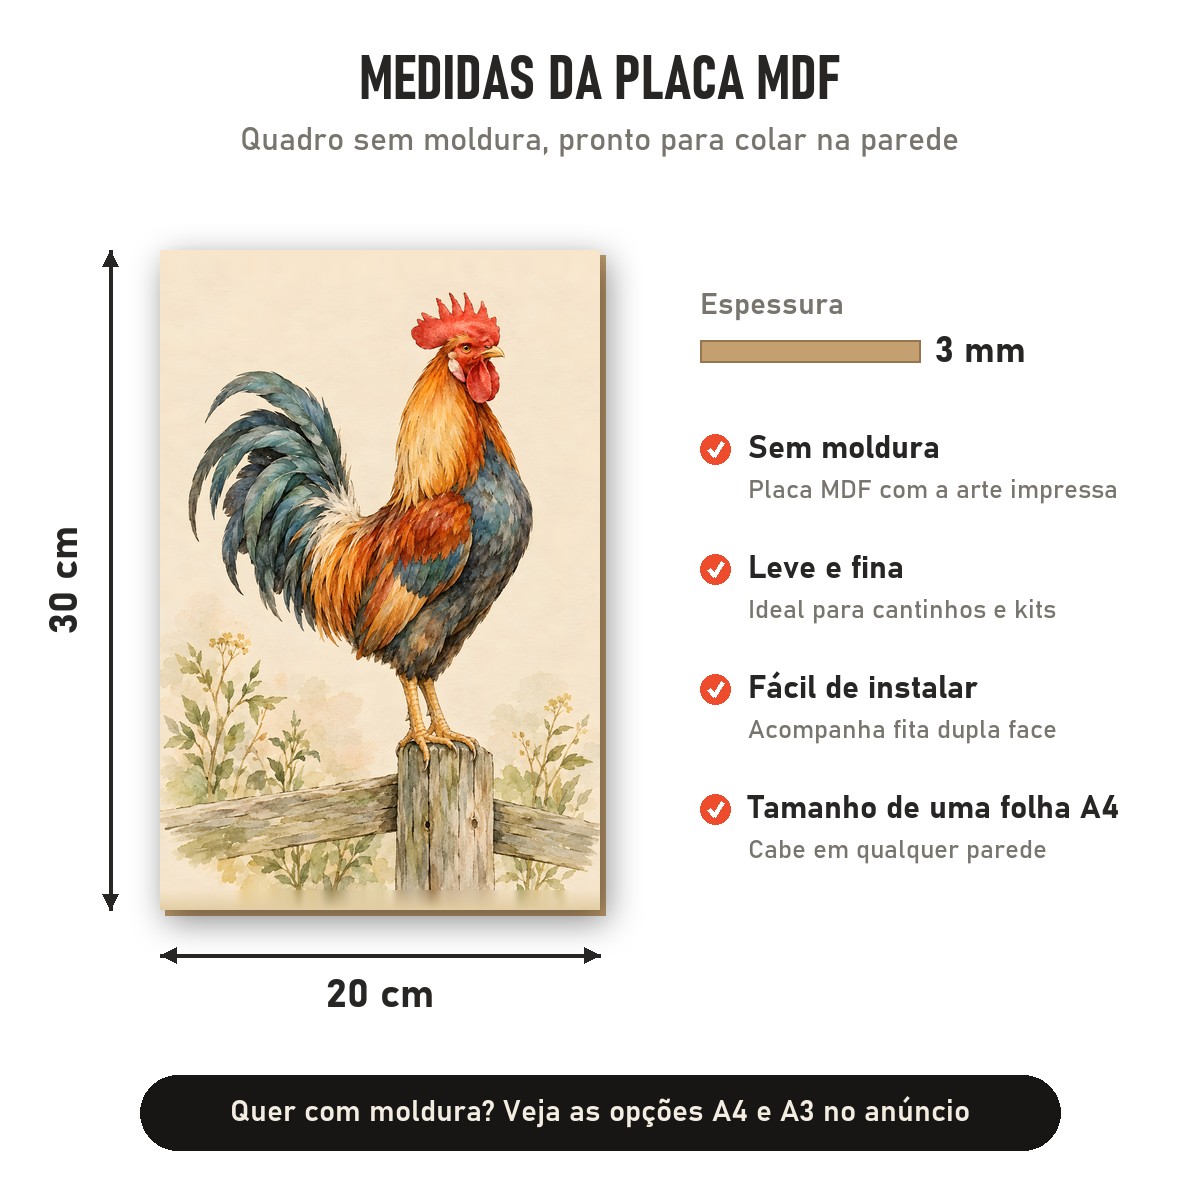 MEDIDAS DA PLACA MDF
Quadro sem moldura, pronto para colar na parede
Espessura
3 mm
Sem moldura
Placa MDF com a arte impressa
Leve e fina
Ideal para cantinhos e kits
Fácil de instalar
Acompanha fita dupla face
Tamanho de uma folha A4
Cabe em qualquer parede
30 cm
20 cm
Quer com moldura? Veja as opções A4 e A3 no anúncio